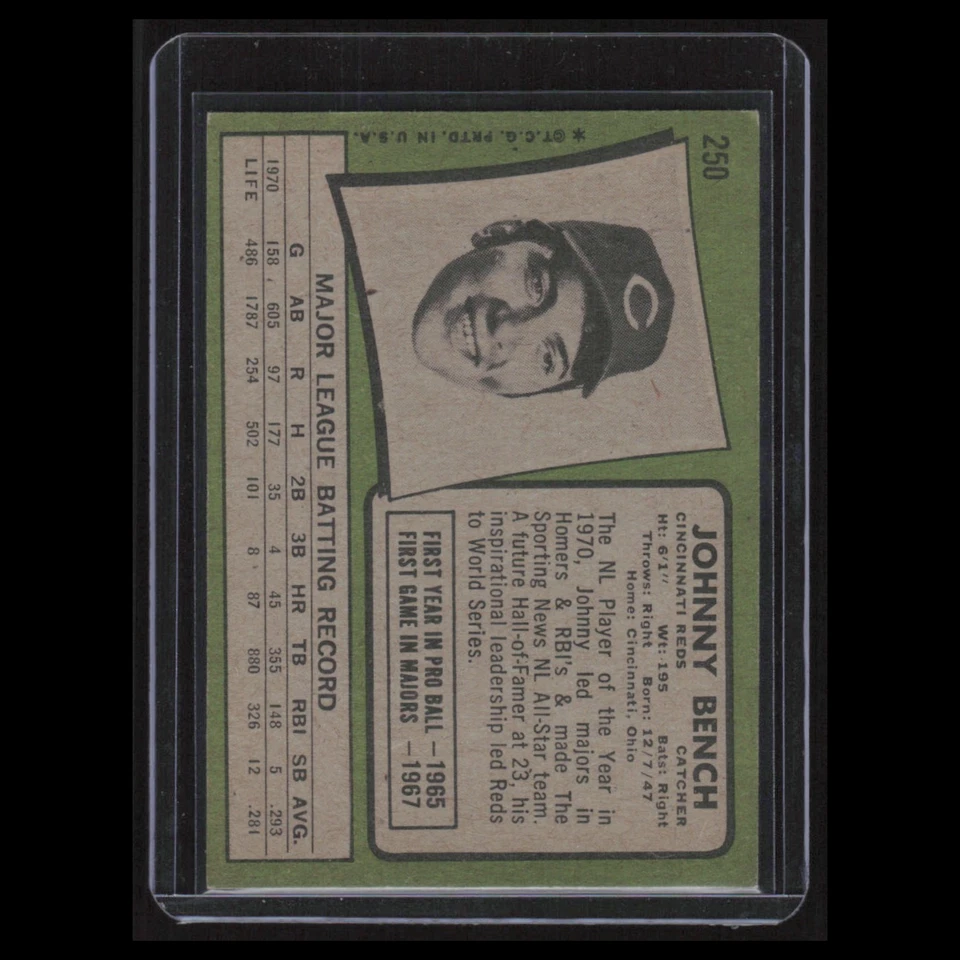 250
JOHNNY BENCH
CINCINNATI REDS CATCHER
Ht: 6'1" Wt: 195 Bats: Right
Throws: Right Born: 12/7/47
Home: Cincinnati, Ohio
The NL Player of the Year in
1970, Johnny led majors in
Homers & RBI's & made The
Sporting News NL All-Star team.
A future Hall-of-Famer at 23, his
inspirational leadership led Reds
to World Series.
FIRST YEAR IN PRO BALL — 1965
FIRST GAME IN MAJORS — 1967
C
MAJOR LEAGUE BATTING RECORD
G AB R H 2B 3B HR TB RBI SB AVG.
1970 158 605 97 177 35 4 45 355 148 5 .293
LIFE 486 1787 254 502 101 8 87 880 326 12 .281
* ©T.C.G. PRTD. IN U.S.A.